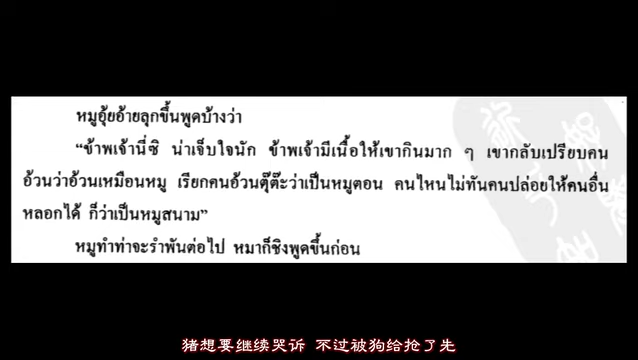 หมูอุ้ยอ้ายลุกขึ้นพูดบ้างว่า
“ข้าพเจ้านี่ซิ น่าเจ็บใจนัก ข้าพเจ้ามีเนื้อให้เขากินมาก ๆ เขากลับเปรียบคน
อ้วนว่าอ้วนเหมือนหมู เรียกคนอ้วนตุ๊ต๊ะว่าเป็นหมูตอน คนไหนไม่ทันคนปล่อยให้คนอื่น
หลอกได้ ก็ว่าเป็นหมูสนาม”
หมูทำท่าจะรำพันต่อไป หมาก็ชิงพูดขึ้นก่อน
猪想要继续哭诉 不过被狗给抢了先